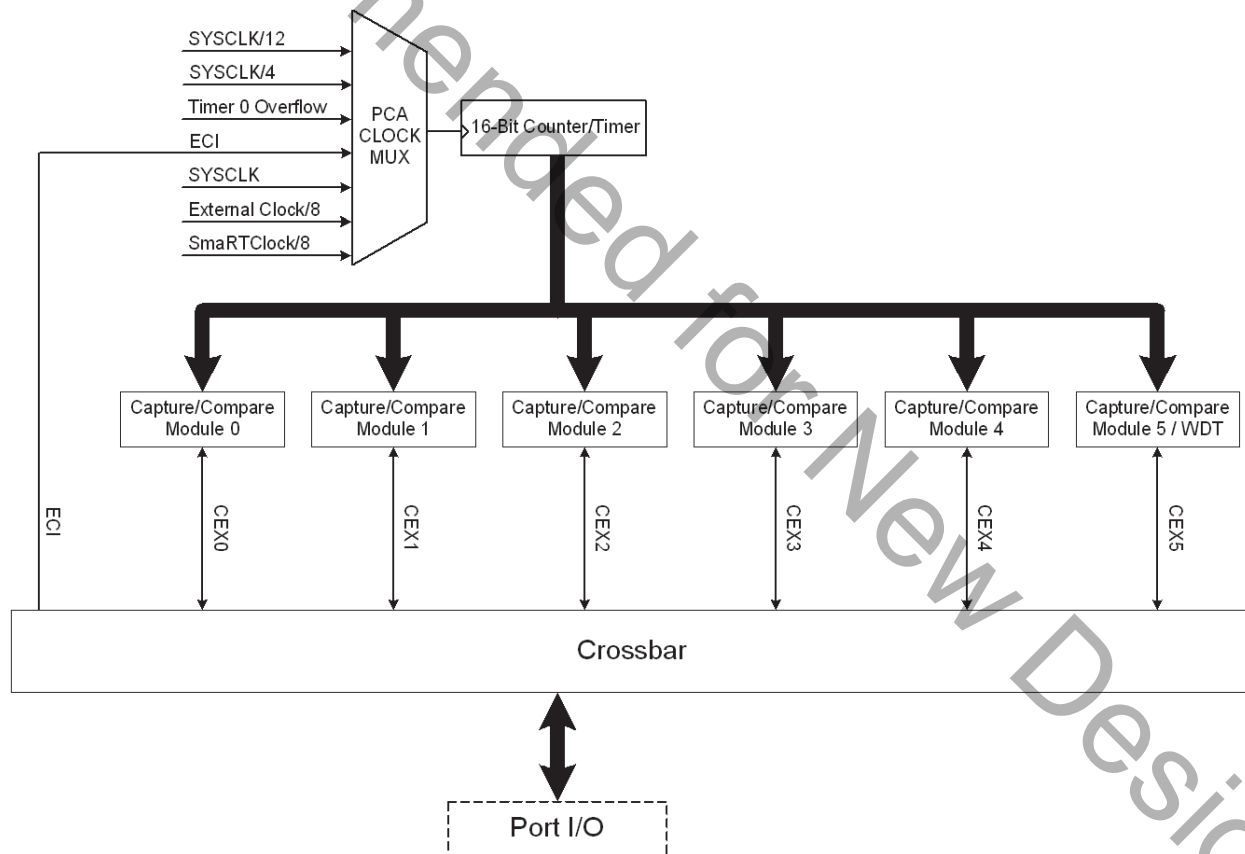 SYSCLK/12
SYSCLK/4
Timer 0 Overflow
ECI
SYSCLK
External Clock/8
SmaRTClock/8
PCA
CLOCK
MUX
16-Bit Counter/Timer
Capture/Compare
Module 0
Capture/Compare
Module 1
Capture/Compare
Module 2
Capture/Compare
Module 3
Capture/Compare
Module 4
Capture/Compare
Module 5 / WDT
ECI
CEX0
CEX1
CEX2
CEX3
CEX4
CEX5
Crossbar
Port I/O
for New